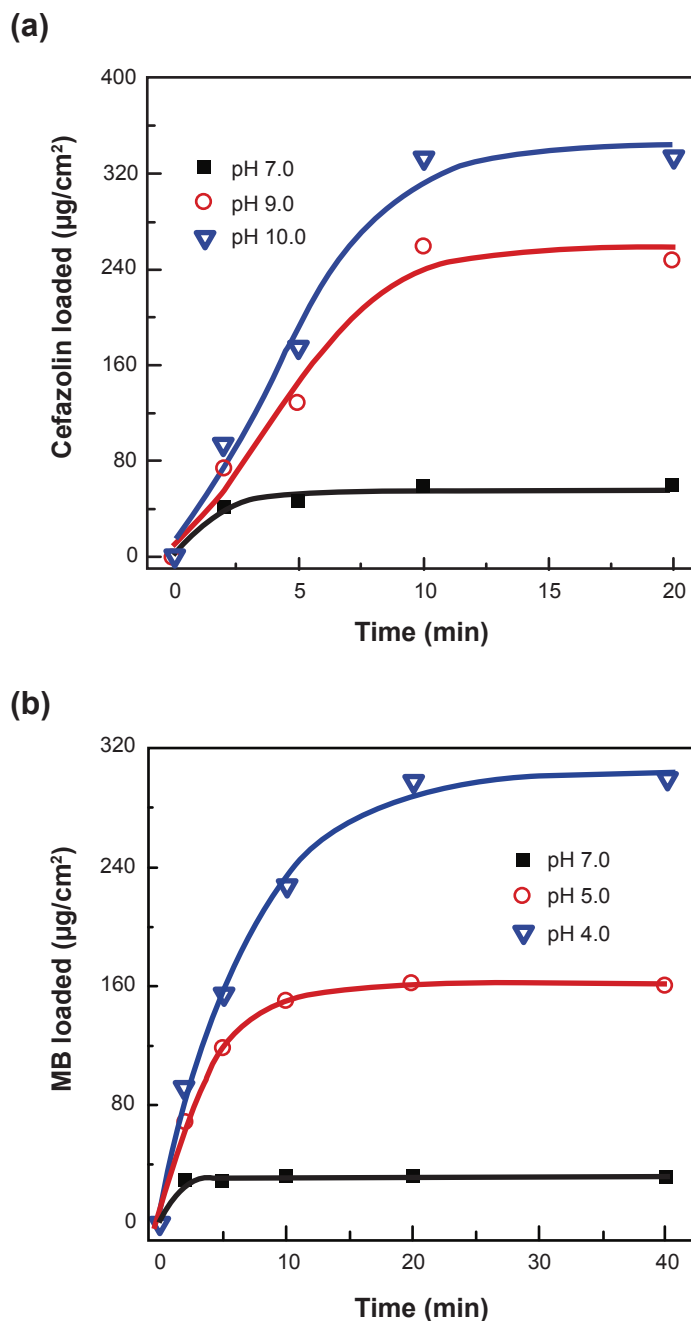 (a)
400
320
240
160
80
0
Cefazolin loaded (µg/cm²)
pH 7.0
pH 9.0
pH 10.0
0 5 10 15 20
Time (min)
(b)
320
240
160
80
0
MB loaded (µg/cm²)
pH 7.0
pH 5.0
pH 4.0
0 10 20 30 40
Time (min)